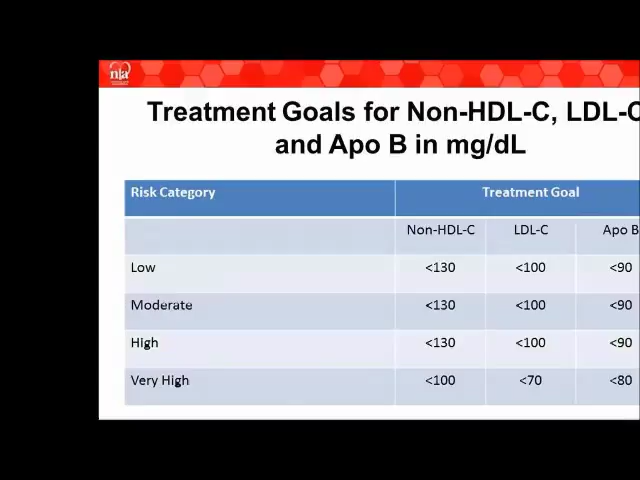 nla
Treatment Goals for Non-HDL-C, LDL-C
and Apo B in mg/dL
Risk Category Treatment Goal
Non-HDL-C LDL-C Apo B
Low <130 <100 <90
Moderate <130 <100 <90
High <130 <100 <90
Very High <100 <70 <80